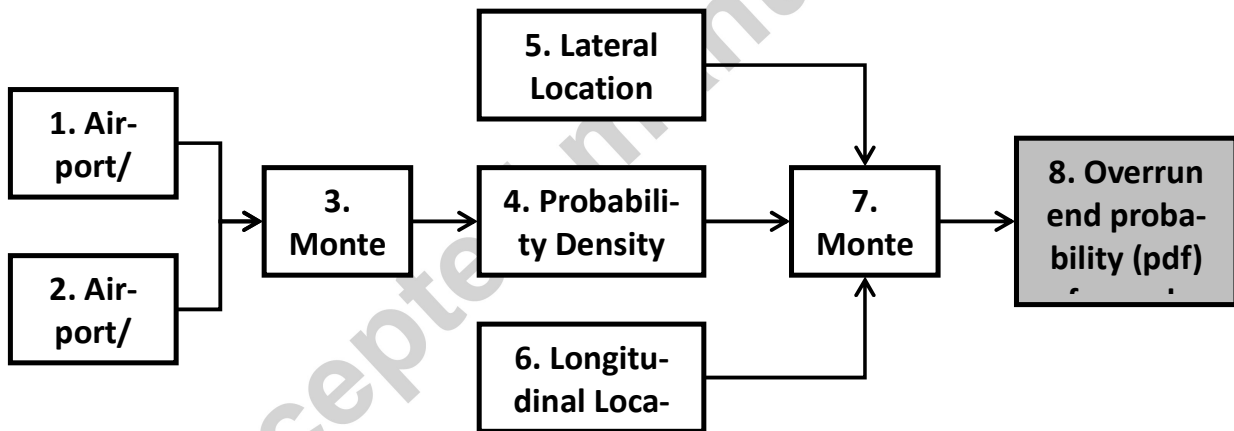 1. Air-
port/
2. Air-
port/
3.
Monte
5. Lateral
Location
4. Probabili-
ty Density
6. Longitu-
dinal Loca-
7.
Monte
8. Overrun
end proba-
bility (pdf)